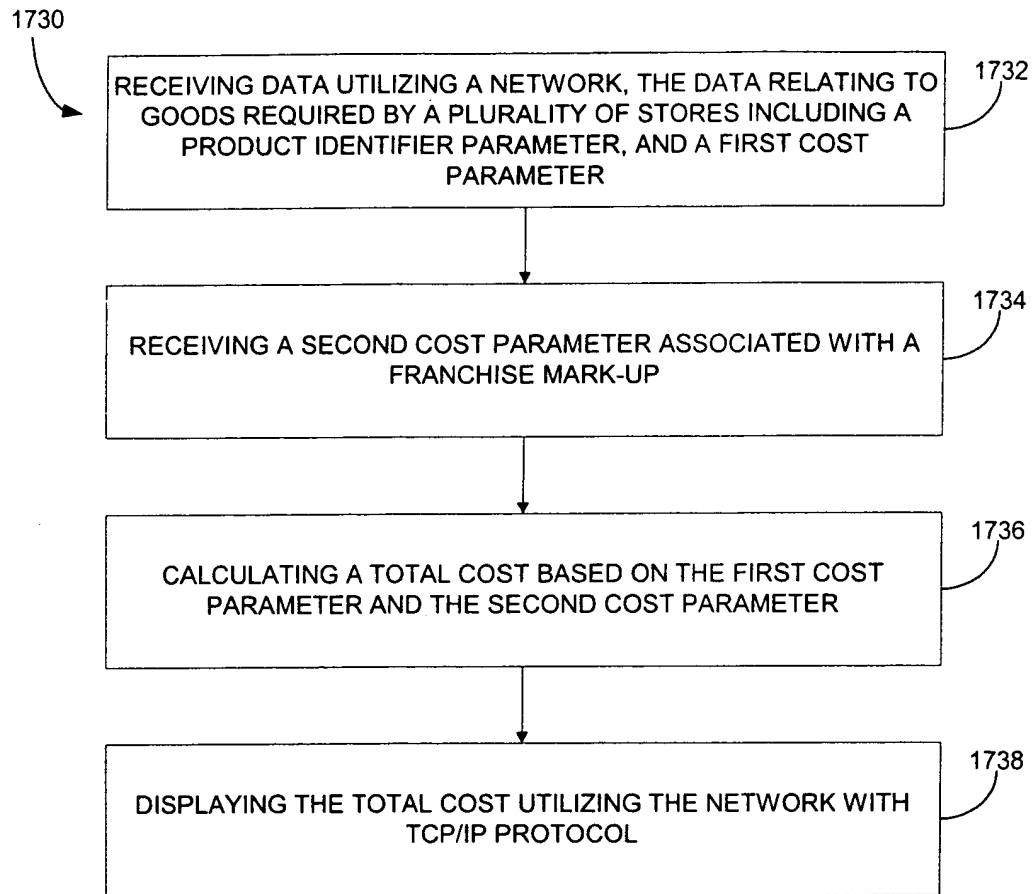 1730
RECEIVING DATA UTILIZING A NETWORK, THE DATA RELATING TO
GOODS REQUIRED BY A PLURALITY OF STORES INCLUDING A
PRODUCT IDENTIFIER PARAMETER, AND A FIRST COST
PARAMETER
1732
RECEIVING A SECOND COST PARAMETER ASSOCIATED WITH A
FRANCHISE MARK-UP
1734
CALCULATING A TOTAL COST BASED ON THE FIRST COST
PARAMETER AND THE SECOND COST PARAMETER
1736
DISPLAYING THE TOTAL COST UTILIZING THE NETWORK WITH
TCP/IP PROTOCOL
1738